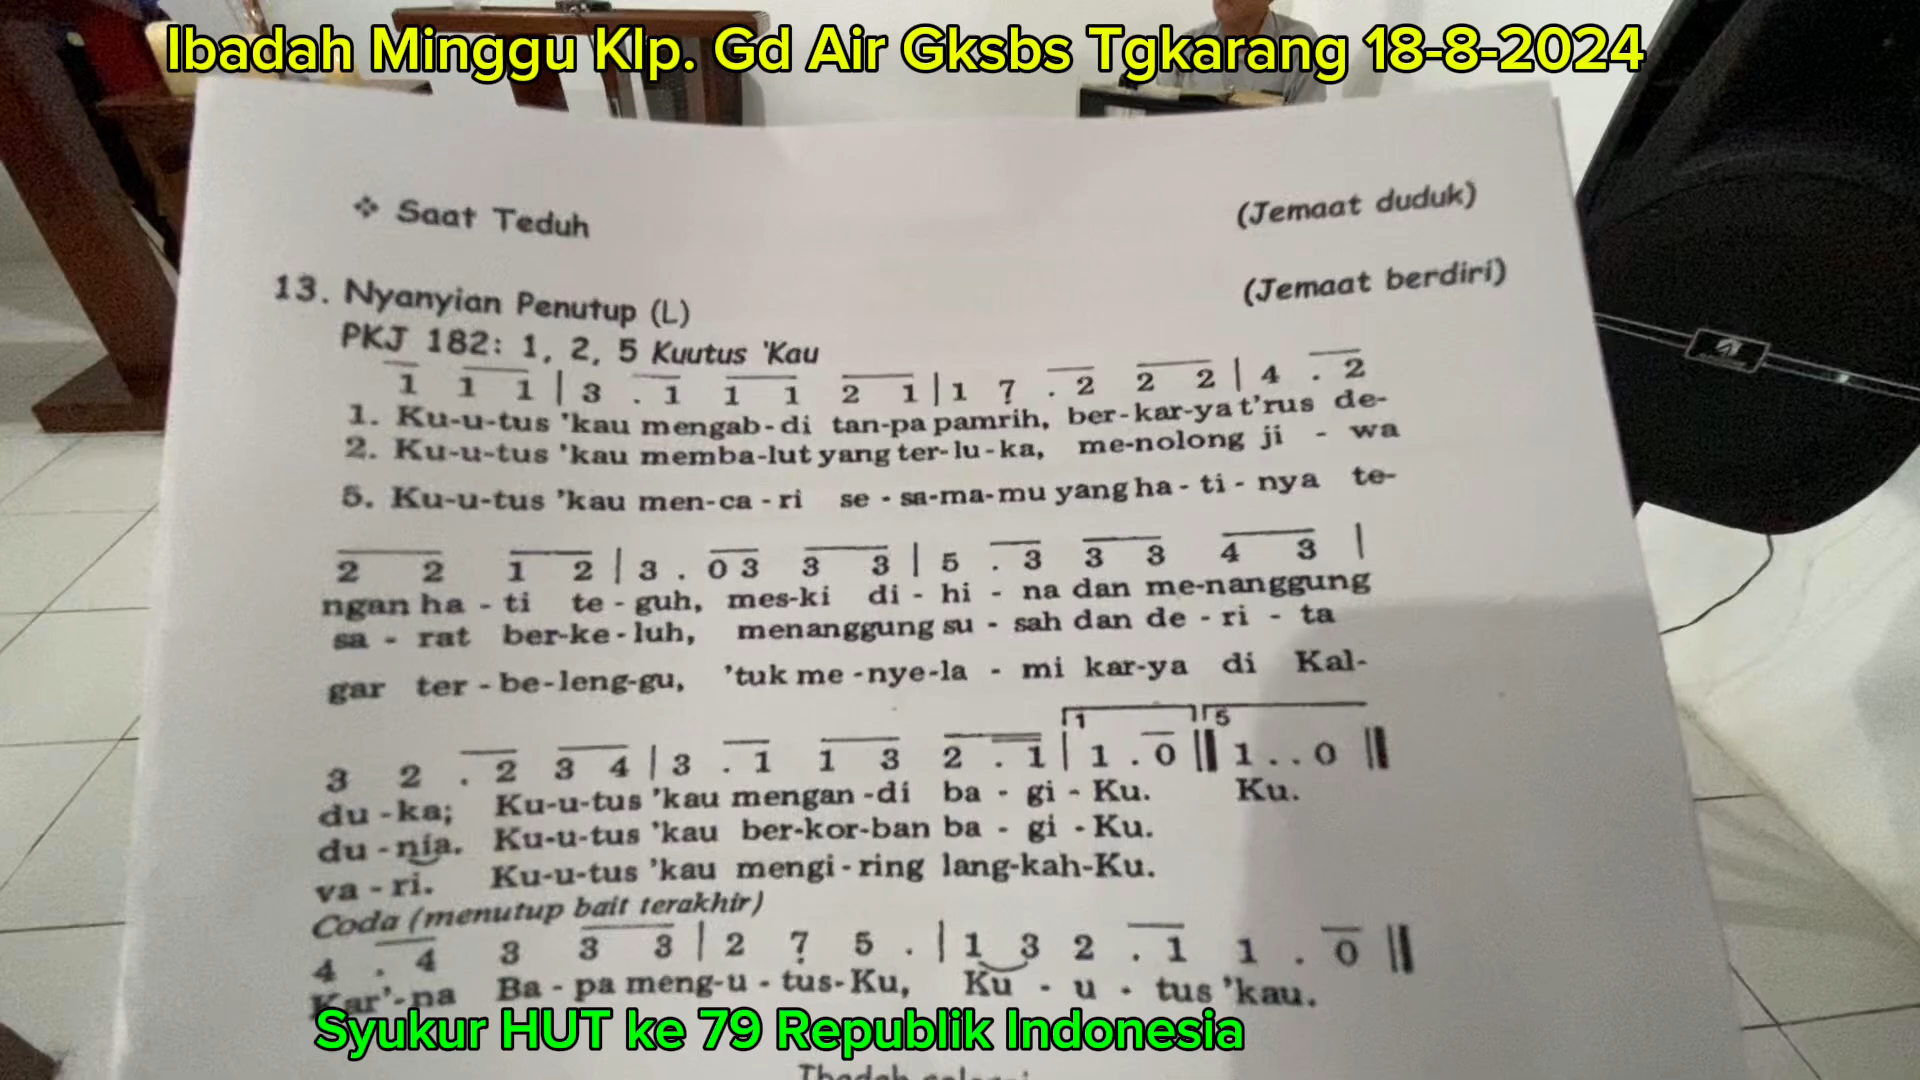 Ibadah Minggu Klp. Gd Air Gksbs Tgkarang 18-8-2024
❖ Saat Teduh (Jemaat duduk)
13. Nyanyian Penutup (L) (Jemaat berdiri)
PKJ 182: 1, 2, 5 Kuutus 'Kau
1 1 1 | 3 . 1 1 1 2 1 | 1 7 . 2 2 2 | 4 . 2
1. Ku-u-tus 'kau mengab-di tan-pa pamrih, ber-kar-ya t'rus de-
2. Ku-u-tus 'kau memba-lut yang ter-lu-ka, me-nolong ji - wa
5. Ku-u-tus 'kau men-ca-ri se-sa-ma-mu yang ha-ti-nya te-
2 2 1 2 | 3 . 0 3 3 3 | 5 . 3 3 3 4 3 |
ngan ha - ti te - guh, mes-ki di - hi - na dan me-nanggung
sa - rat ber-ke-luh, menanggung su - sah dan de - ri - ta
gar ter - be-leng-gu, 'tuk me-nye-la - mi kar-ya di Kal-
1 5
3 2 . 2 3 4 | 3 . 1 1 3 2 . 1 | 1 . 0 || 1 . . 0 ||
du-ka; Ku-u-tus 'kau mengan-di ba - gi - Ku. Ku.
du-nia. Ku-u-tus 'kau ber-kor-ban ba - gi - Ku.
va-ri. Ku-u-tus 'kau mengi-ring lang-kah-Ku.
Coda (menutup bait terakhir)
4 . 4 3 3 3 | 2 7 5 . | 1 3 2 . 1 1 . 0 ||
Kar'-na Ba - pa meng-u - tus-Ku, Ku - u - tus 'kau.
Syukur HUT ke 79 Republik Indonesia